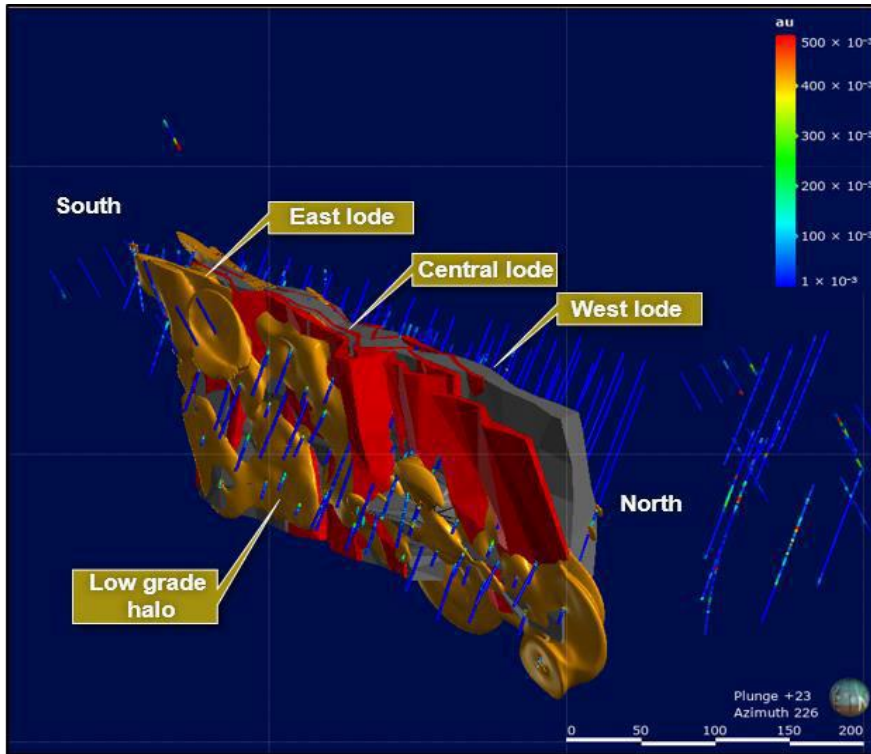 au
500 × 10⁻³
400 × 10⁻³
300 × 10⁻³
200 × 10⁻³
100 × 10⁻³
1 × 10⁻³
South
East lode
Central lode
West lode
North
Low grade
halo
Plunge +23
Azimuth 226
0 50 100 150 200